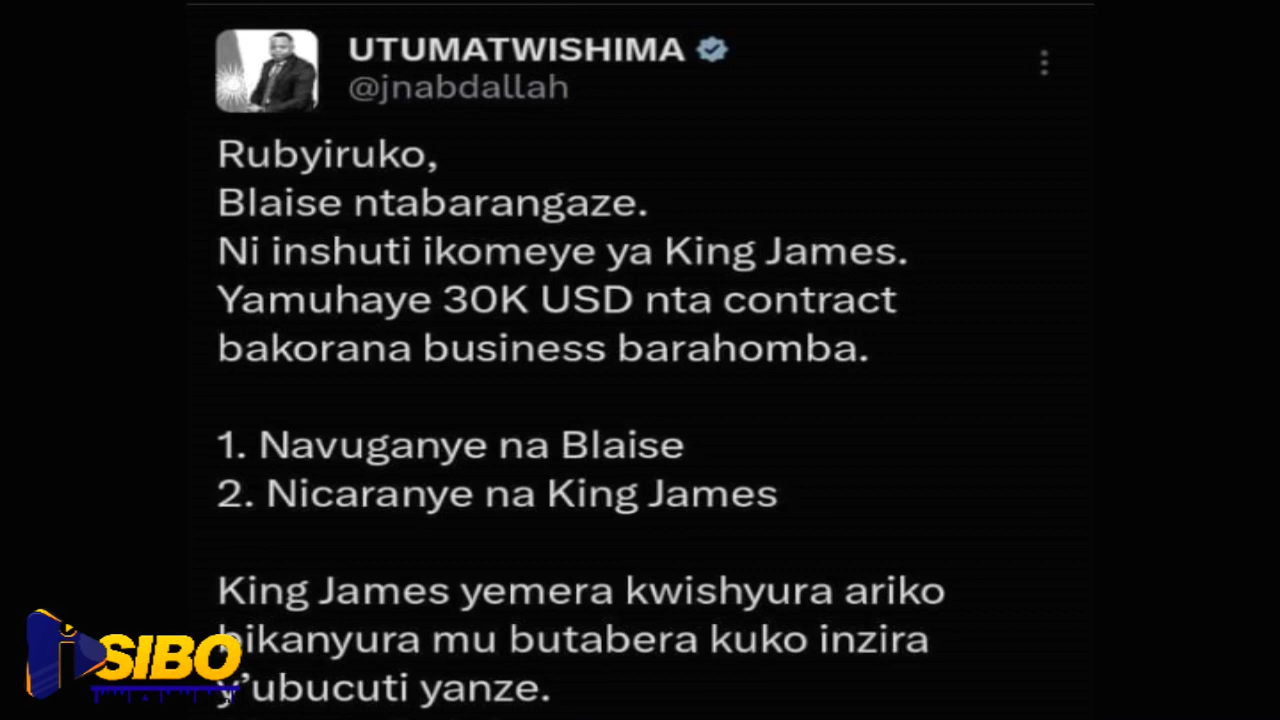 UTUMATWISHIMA
@jnabdallah
Rubyiruko,
Blaise ntabarangaze.
Ni inshuti ikomeye ya King James.
Yamuhaye 30K USD nta contract
bakorana business barahomba.
1. Navuganye na Blaise
2. Nicaranye na King James
King James yemera kwishyura ariko
bikanyura mu butabera kuko inzira
y'ubucuti yanze.
iSIBO